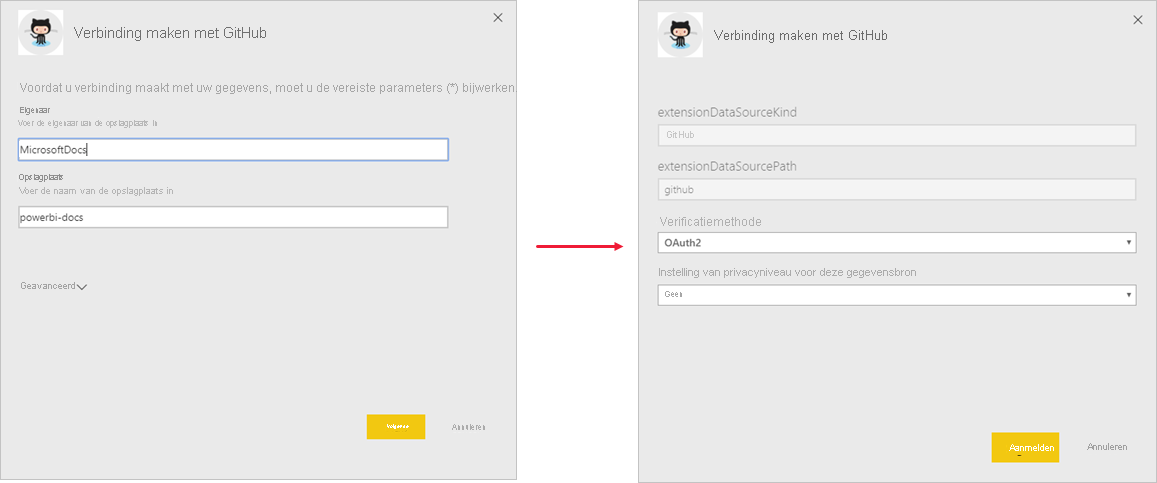 Verbinding maken met GitHub
Voordat u verbinding maakt met uw gegevens, moet u de vereiste parameters (*) bijwerken.
Eigenaar
Voer de eigenaar van de opslagplaats in
MicrosoftDocs
Opslagplaats
Voer de naam van de opslagplaats in
powerbi-docs
Geavanceerd
Volgende
Annuleren
Verbinding maken met GitHub
extensionDataSourceKind
GitHub
extensionDataSourcePath
github
Verificatiemethode
OAuth2
Instelling van privacyniveau voor deze gegevensbron
Geen
Aanmelden
Annuleren